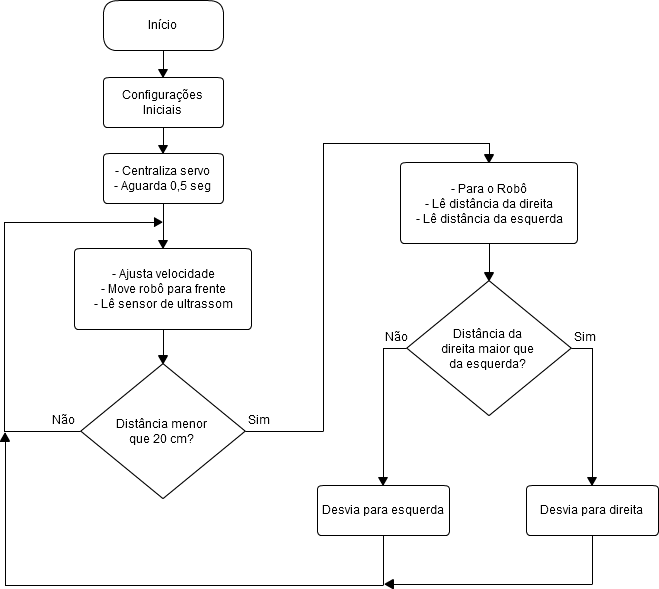 Início
Configurações
Iniciais
- Centraliza servo
- Aguarda 0,5 seg
- Ajusta velocidade
- Move robô para frente
- Lê sensor de ultrassom
Não
Distância menor
que 20 cm?
Sim
- Para o Robô
- Lê distância da direita
- Lê distância da esquerda
Não
Distância da
direita maior que
da esquerda?
Sim
Desvia para esquerda
Desvia para direita